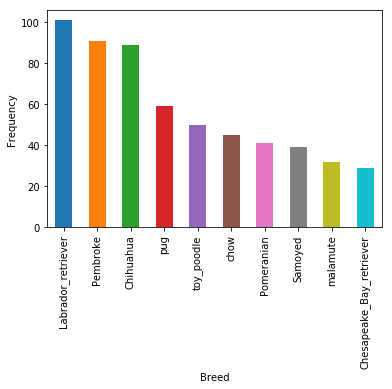 100
80
60
40
20
0
Frequency
Labrador_retriever
Pembroke
Chihuahua
pug
toy_poodle
chow
Pomeranian
Samoyed
malamute
Chesapeake_Bay_retriever
Breed